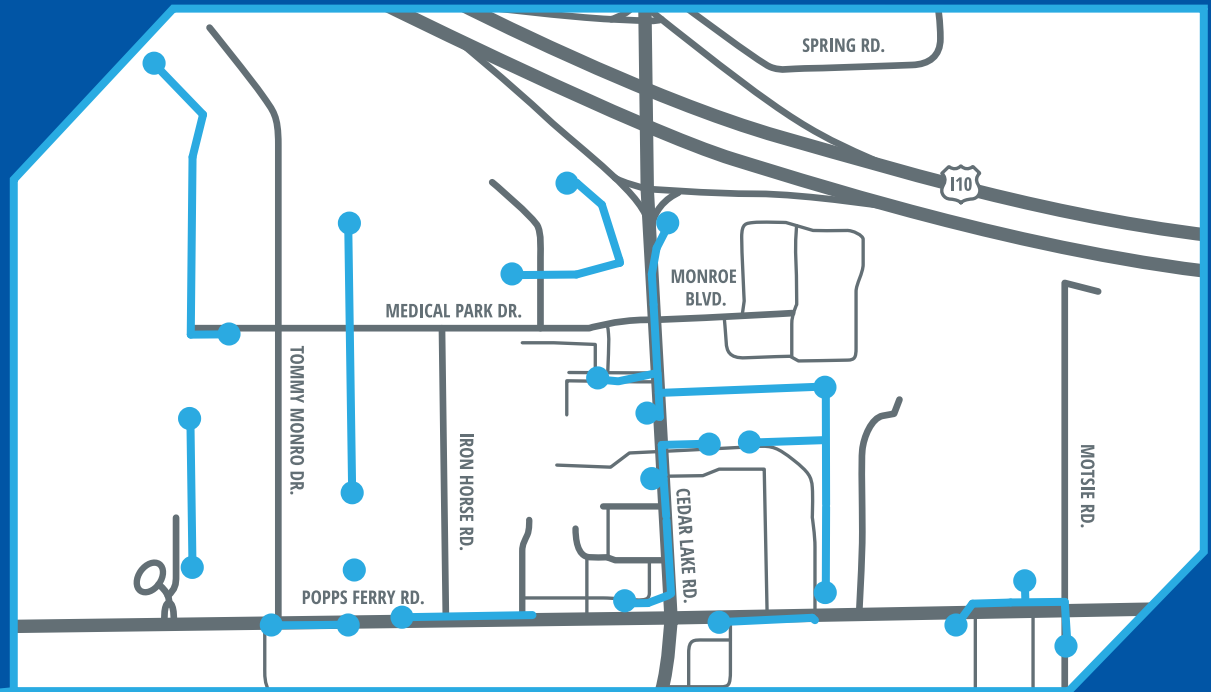 SPRING RD.
I10
MONROE
BLVD.
MEDICAL PARK DR.
TOMMY MONRO DR.
IRON HORSE RD.
MOTSIE RD.
CEDAR LAKE RD.
POPPS FERRY RD.